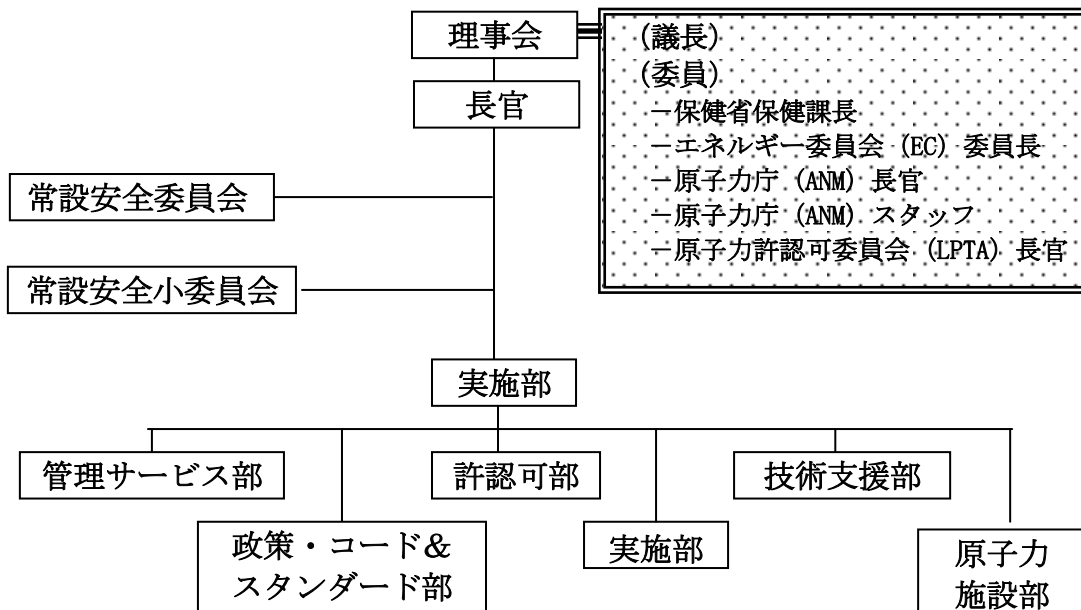 理事会
(議長)
(委員)
－保健省保健課長
－エネルギー委員会 (EC) 委員長
－原子力庁 (ANM) 長官
－原子力庁 (ANM) スタッフ
－原子力許認可委員会 (LPTA) 長官
長官
常設安全委員会
常設安全小委員会
実施部
管理サービス部
許認可部
技術支援部
政策・コード＆
スタンダード部
実施部
原子力
施設部